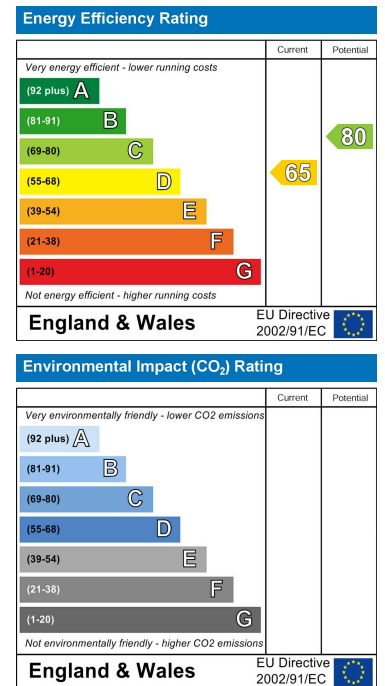 Energy Efficiency Rating
Current Potential
Very energy efficient - lower running costs
(92 plus) A
(81-91) B
(69-80) C
(55-68) D
(39-54) E
(21-38) F
(1-20) G
65
80
Not energy efficient - higher running costs
England & Wales
EU Directive
2002/91/EC
Environmental Impact (CO₂) Rating
Current Potential
Very environmentally friendly - lower CO2 emissions
(92 plus) A
(81-91) B
(69-80) C
(55-68) D
(39-54) E
(21-38) F
(1-20) G
Not environmentally friendly - higher CO2 emissions
England & Wales
EU Directive
2002/91/EC